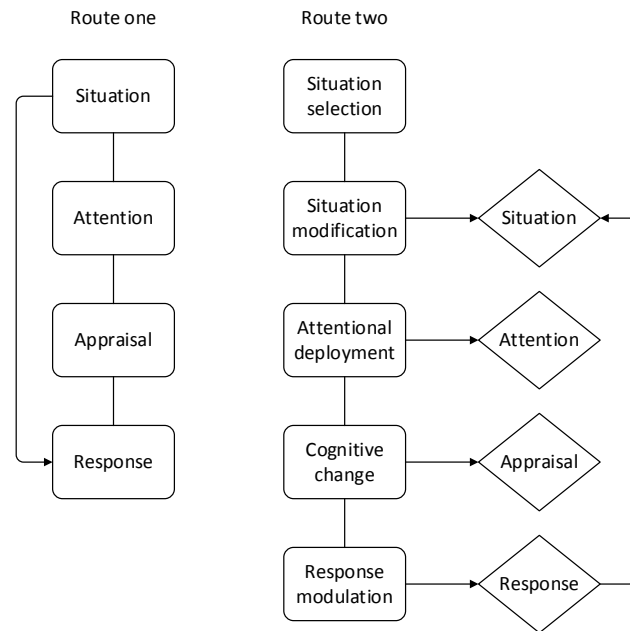 Route one
Route two
Situation
Attention
Appraisal
Response
Situation
selection
Situation
modification
Attentional
deployment
Cognitive
change
Response
modulation
Situation
Attention
Appraisal
Response